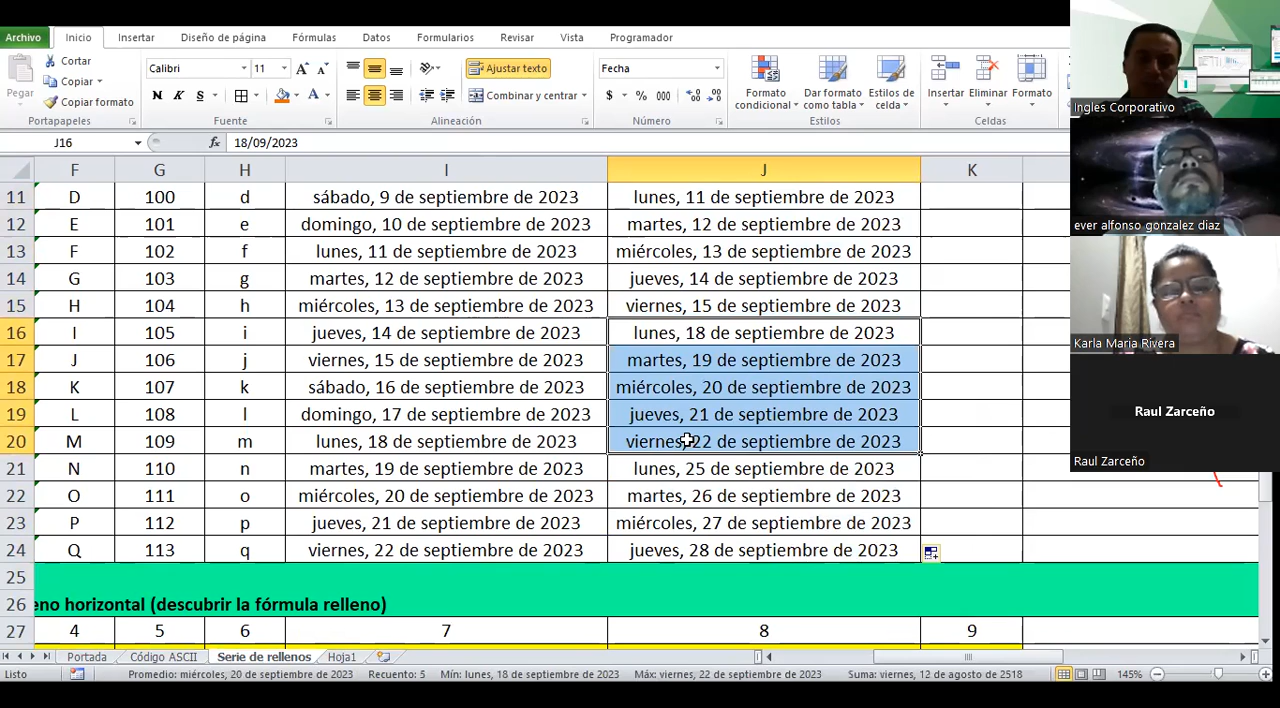 Archivo Inicio Insertar Diseño de página Fórmulas Datos Formularios Revisar Vista Programador
Cortar
Copiar
Copiar formato
Pegar
Portapapeles
Calibri 11
N K S
Fuente
Ajustar texto
Combinar y centrar
Alineación
Fecha
$ % 000
Número
Formato condicional
Dar formato como tabla
Estilos de celda
Estilos
Insertar Eliminar Formato
Celdas
J16 fx 18/09/2023
F G H I J K
11 D 100 d sábado, 9 de septiembre de 2023 lunes, 11 de septiembre de 2023
12 E 101 e domingo, 10 de septiembre de 2023 martes, 12 de septiembre de 2023
13 F 102 f lunes, 11 de septiembre de 2023 miércoles, 13 de septiembre de 2023
14 G 103 g martes, 12 de septiembre de 2023 jueves, 14 de septiembre de 2023
15 H 104 h miércoles, 13 de septiembre de 2023 viernes, 15 de septiembre de 2023
16 I 105 i jueves, 14 de septiembre de 2023 lunes, 18 de septiembre de 2023
17 J 106 j viernes, 15 de septiembre de 2023 martes, 19 de septiembre de 2023
18 K 107 k sábado, 16 de septiembre de 2023 miércoles, 20 de septiembre de 2023
19 L 108 l domingo, 17 de septiembre de 2023 jueves, 21 de septiembre de 2023
20 M 109 m lunes, 18 de septiembre de 2023 viernes, 22 de septiembre de 2023
21 N 110 n martes, 19 de septiembre de 2023 lunes, 25 de septiembre de 2023
22 O 111 o miércoles, 20 de septiembre de 2023 martes, 26 de septiembre de 2023
23 P 112 p jueves, 21 de septiembre de 2023 miércoles, 27 de septiembre de 2023
24 Q 113 q viernes, 22 de septiembre de 2023 jueves, 28 de septiembre de 2023
25
26 eno horizontal (descubrir la fórmula relleno)
27 4 5 6 7 8 9
Portada Código ASCII Serie de rellenos Hoja1
Listo Promedio: miércoles, 20 de septiembre de 2023 Recuento: 5 Mín: lunes, 18 de septiembre de 2023 Máx: viernes, 22 de septiembre de 2023 Suma: viernes, 12 de agosto de 2518 145%
Ingles Corporativo
ever alfonso gonzalez diaz
Karla Maria Rivera
Raul Zarceño
Raul Zarceño